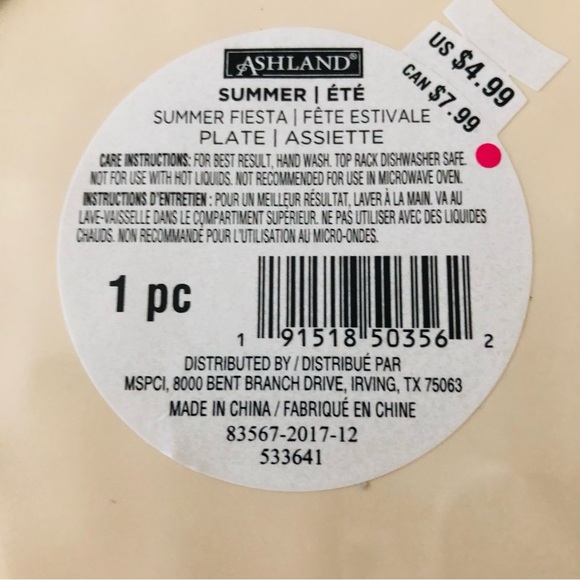 ASHLAND®
SUMMER | ÉTÉ
SUMMER FIESTA | FÊTE ESTIVALE
PLATE | ASSIETTE
US $4.99
CAN $7.99
CARE INSTRUCTIONS: FOR BEST RESULT, HAND WASH. TOP RACK DISHWASHER SAFE.
NOT FOR USE WITH HOT LIQUIDS. NOT RECOMMENDED FOR USE IN MICROWAVE OVEN.
INSTRUCTIONS D'ENTRETIEN : POUR UN MEILLEUR RÉSULTAT, LAVER À LA MAIN. VA AU
LAVE-VAISSELLE DANS LE COMPARTIMENT SUPÉRIEUR. NE PAS UTILISER AVEC DES LIQUIDES
CHAUDS. NON RECOMMANDÉ POUR L'UTILISATION AU MICRO-ONDES.
1 pc
1 91518 50356 2
DISTRIBUTED BY / DISTRIBUÉ PAR
MSPCI, 8000 BENT BRANCH DRIVE, IRVING, TX 75063
MADE IN CHINA / FABRIQUÉ EN CHINE
83567-2017-12
533641